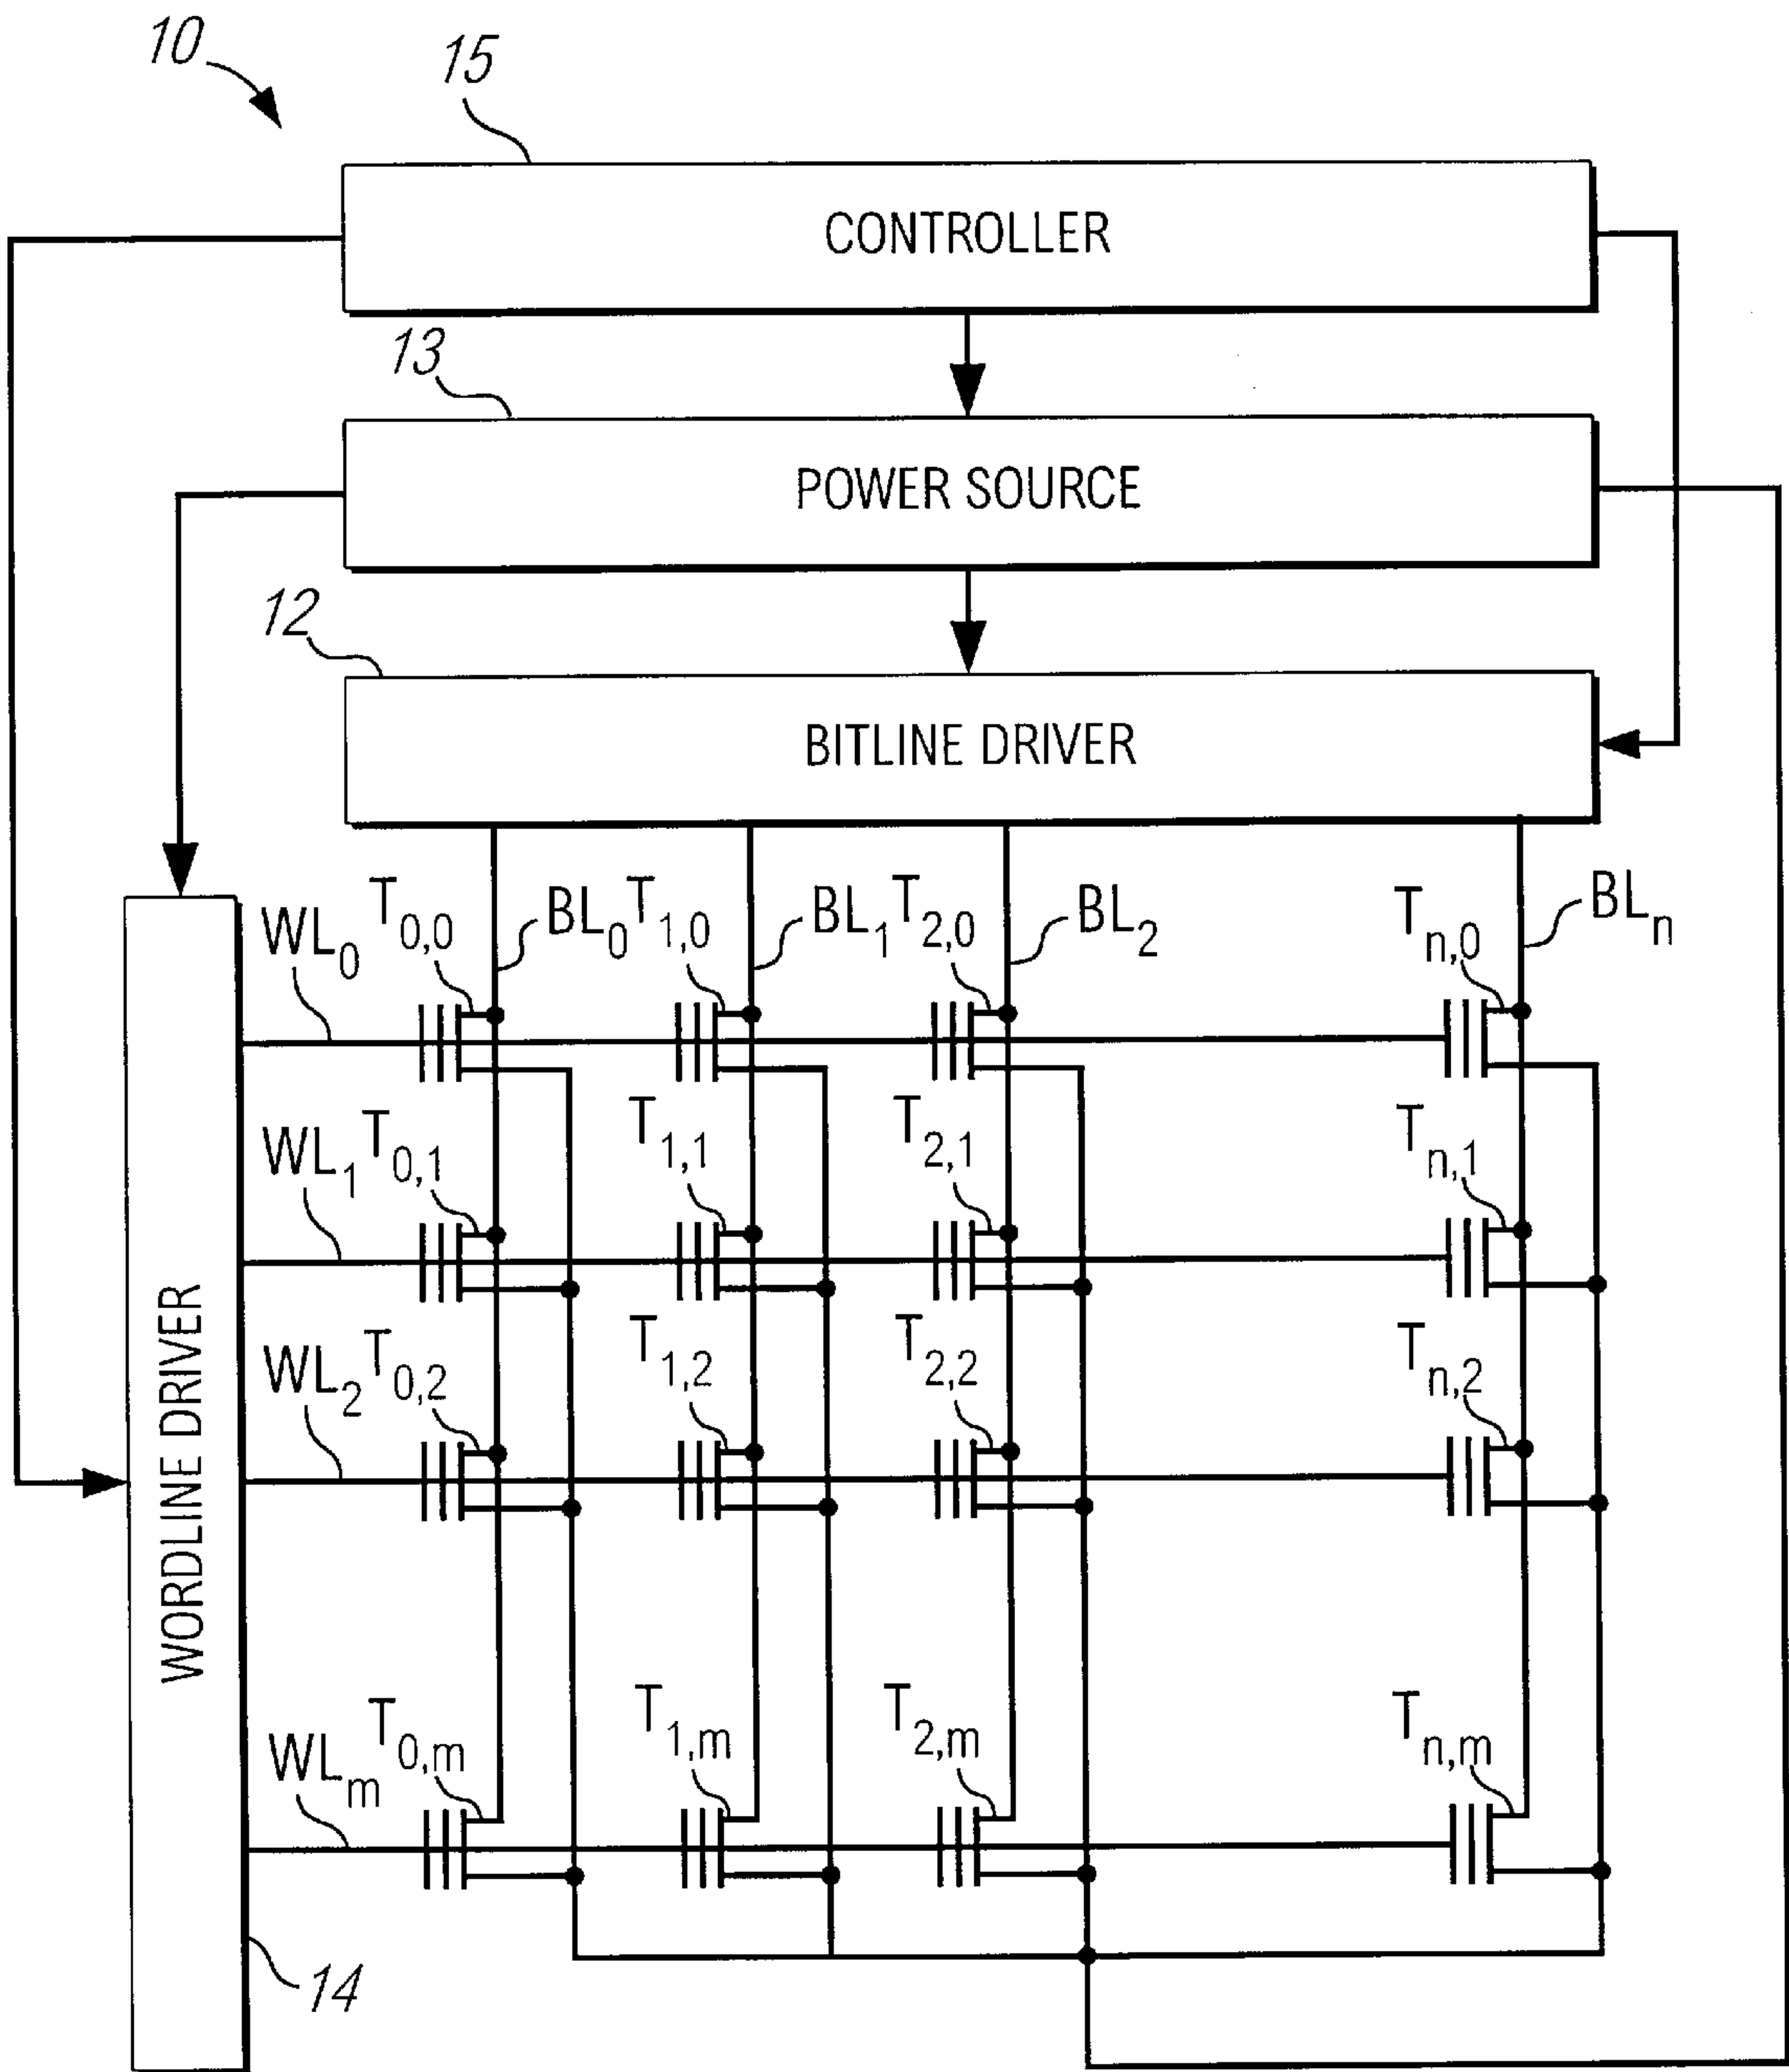 10
15
CONTROLLER
13
POWER SOURCE
12
BITLINE DRIVER
WORDLINE DRIVER
WL0 T0,0 BL0 T1,0 BL1 T2,0 BL2 Tn,0 BLn
WL1 T0,1 T1,1 T2,1 Tn,1
WL2 T0,2 T1,2 T2,2 Tn,2
WLm T0,m T1,m T2,m Tn,m
14